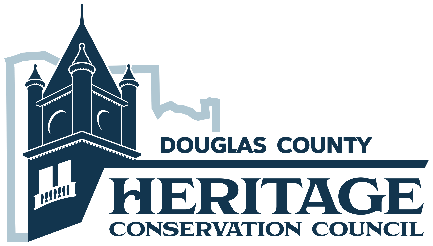 DOUGLAS COUNTY
HERITAGE
CONSERVATION COUNCIL